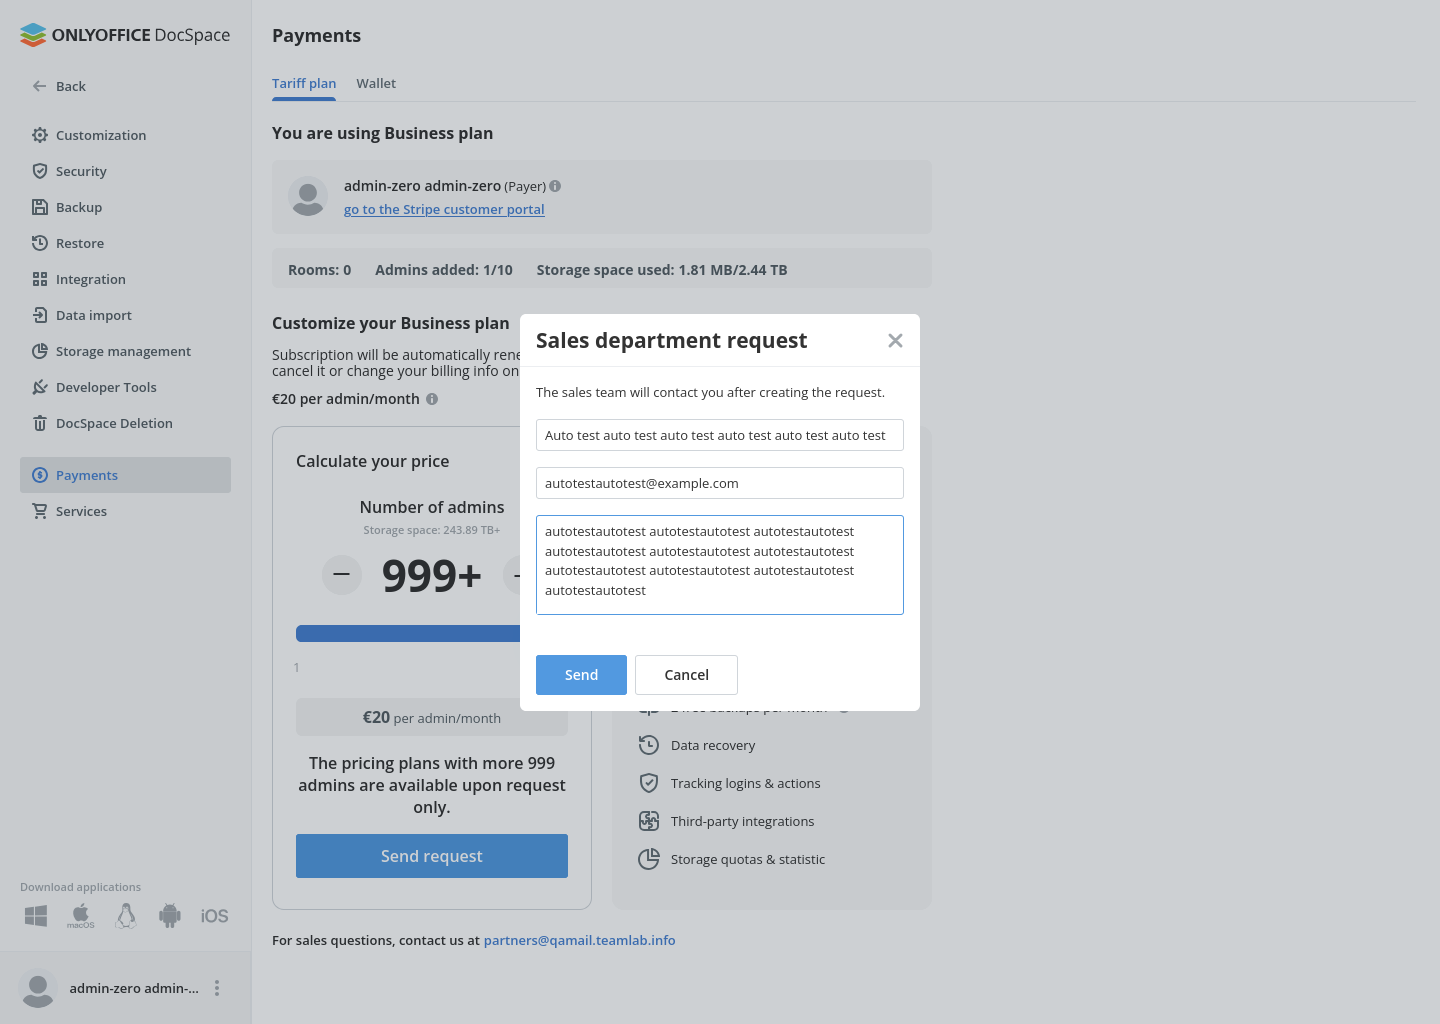 ONLYOFFICE DocSpace
Back
Customization
Security
Backup
Restore
Integration
Data import
Storage management
Developer Tools
DocSpace Deletion
Payments
Services
Download applications
macOS
iOS
admin-zero admin-...
Payments
Tariff plan Wallet
You are using Business plan
admin-zero admin-zero (Payer)
go to the Stripe customer portal
Rooms: 0 Admins added: 1/10 Storage space used: 1.81 MB/2.44 TB
Customize your Business plan
Subscription will be automatically
cancel it or change your billing info on
€20 per admin/month
Calculate your price
Number of admins
Storage space: 243.89 TB+
999+
1
€20 per admin/month
The pricing plans with more 999
admins are available upon request
only.
Send request
Data recovery
Tracking logins & actions
Third-party integrations
Storage quotas & statistic
For sales questions, contact us at partners@qamail.teamlab.info
Sales department request
The sales team will contact you after creating the request.
Auto test auto test auto test auto test auto test auto test
autotestautotest@example.com
autotestautotest autotestautotest autotestautotest
autotestautotest autotestautotest autotestautotest
autotestautotest autotestautotest autotestautotest
autotestautotest
Send Cancel